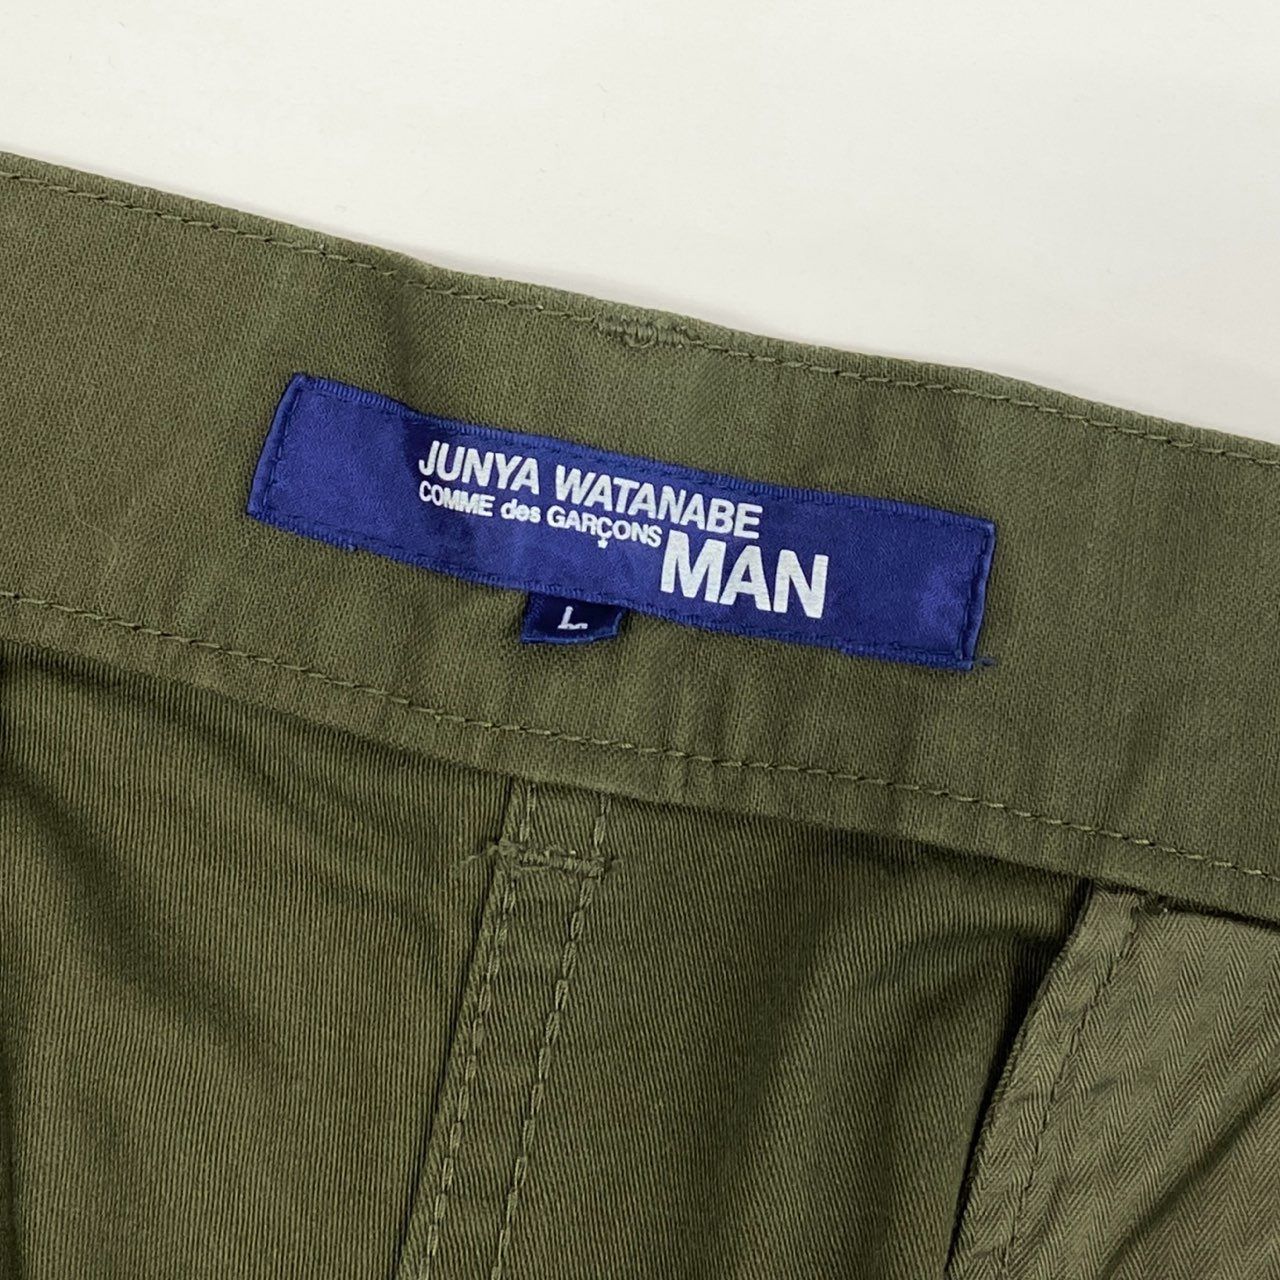 JUNYA WATANABE
COMME des GARÇONS
MAN
L